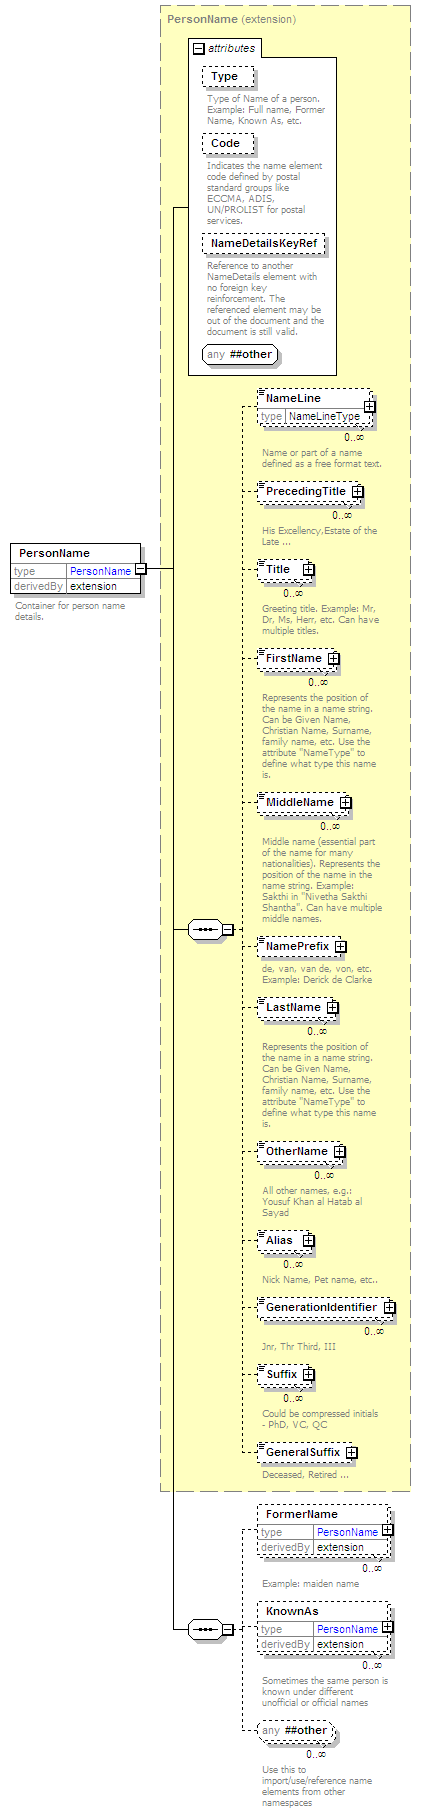 PersonName (extension)
attributes
Type
Type of Name of a person.
Example: Full name, Former
Name, Known As, etc.
Code
Indicates the name element
code defined by postal
standard groups like
ECCMA, ADIS,
UN/PROLIST for postal
services.
NameDetailsKeyRef
Reference to another
NameDetails element with
no foreign key
reinforcement. The
referenced element may be
out of the document and the
document is still valid.
any ##other
NameLine
type NameLineType
0..∞
Name or part of a name
defined as a free format text.
PrecedingTitle
0..∞
His Excellency,Estate of the
Late ...
PersonName
type PersonName
derivedBy extension
Container for person name
details.
Title
0..∞
Greeting title. Example: Mr,
Dr, Ms, Herr, etc. Can have
multiple titles.
FirstName
0..∞
Represents the position of
the name in a name string.
Can be Given Name,
Christian Name, Surname,
family name, etc. Use the
attribute "NameType" to
define what type this name
is.
MiddleName
0..∞
Middle name (essential part
of the name for many
nationalities). Represents the
position of the name in the
name string. Example:
Sakthi in "Nivetha Sakthi
Shantha". Can have multiple
middle names.
NamePrefix
de, van, van de, von, etc.
Example: Derick de Clarke
LastName
0..∞
Represents the position of
the name in a name string.
Can be Given Name,
Christian Name, Surname,
family name, etc. Use the
attribute "NameType" to
define what type this name
is.
OtherName
0..∞
All other names, e.g.:
Yousuf Khan al Hatab al
Sayad
Alias
0..∞
Nick Name, Pet name, etc..
GenerationIdentifier
0..∞
Jnr, Thr Third, III
Suffix
0..∞
Could be compressed initials
- PhD, VC, QC
GeneralSuffix
Deceased, Retired ...
FormerName
type PersonName
derivedBy extension
0..∞
Example: maiden name
KnownAs
type PersonName
derivedBy extension
0..∞
Sometimes the same person is
known under different
unofficial or official names
any ##other
0..∞
Use this to
import/use/reference name
elements from other
namespaces